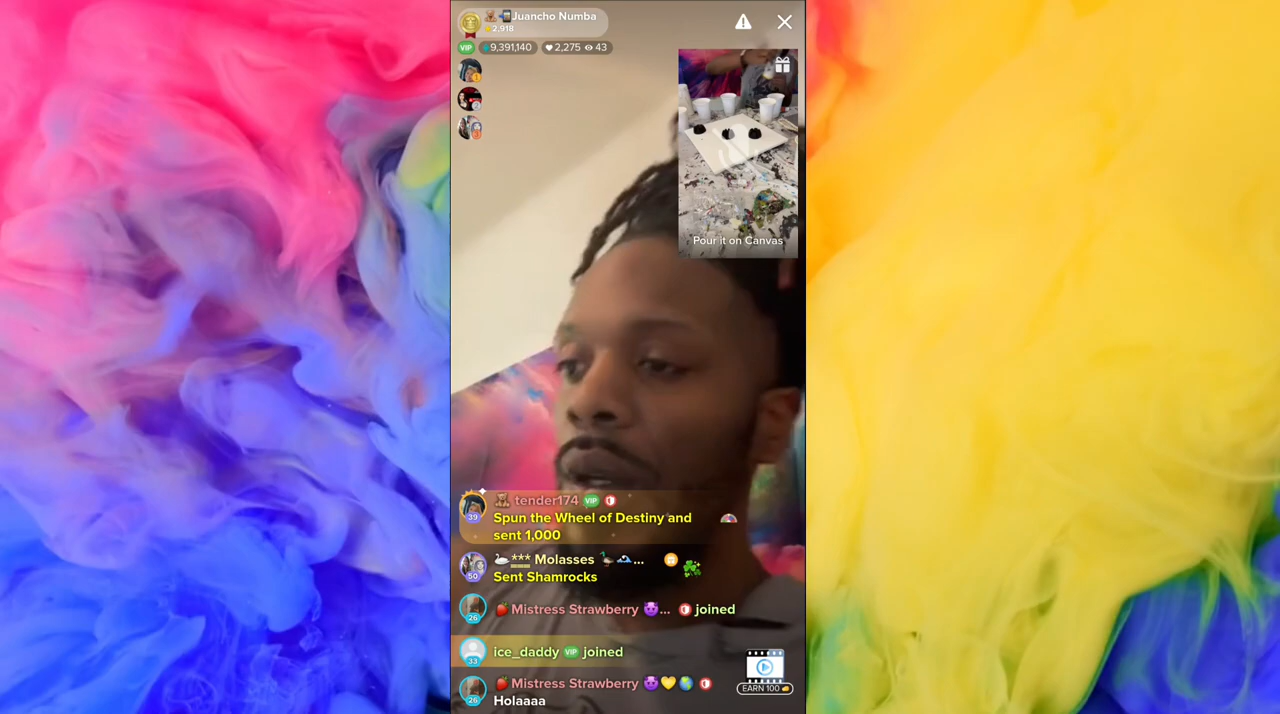 Juancho Numba
2,918
VIP 9,391,140 2,275 43
Pour it on Canvas
tender174 VIP
39
Spun the Wheel of Destiny and
sent 1,000
*** Molasses ...
50
Sent Shamrocks
Mistress Strawberry ... joined
26
ice_daddy VIP joined
33
Mistress Strawberry
26
Holaaaa
EARN 100